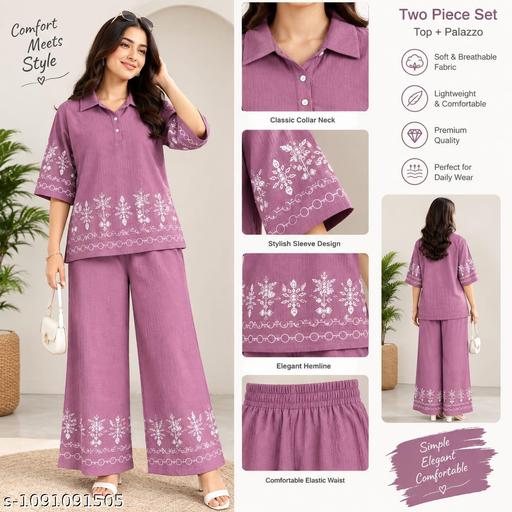 Comfort
Meets
Style
Classic Collar Neck
Stylish Sleeve Design
Elegant Hemline
Comfortable Elastic Waist
Two Piece Set
Top + Palazzo
Soft & Breathable
Fabric
Lightweight
& Comfortable
Premium
Quality
Perfect for
Daily Wear
Simple
Elegant
Comfortable
s-1091091505